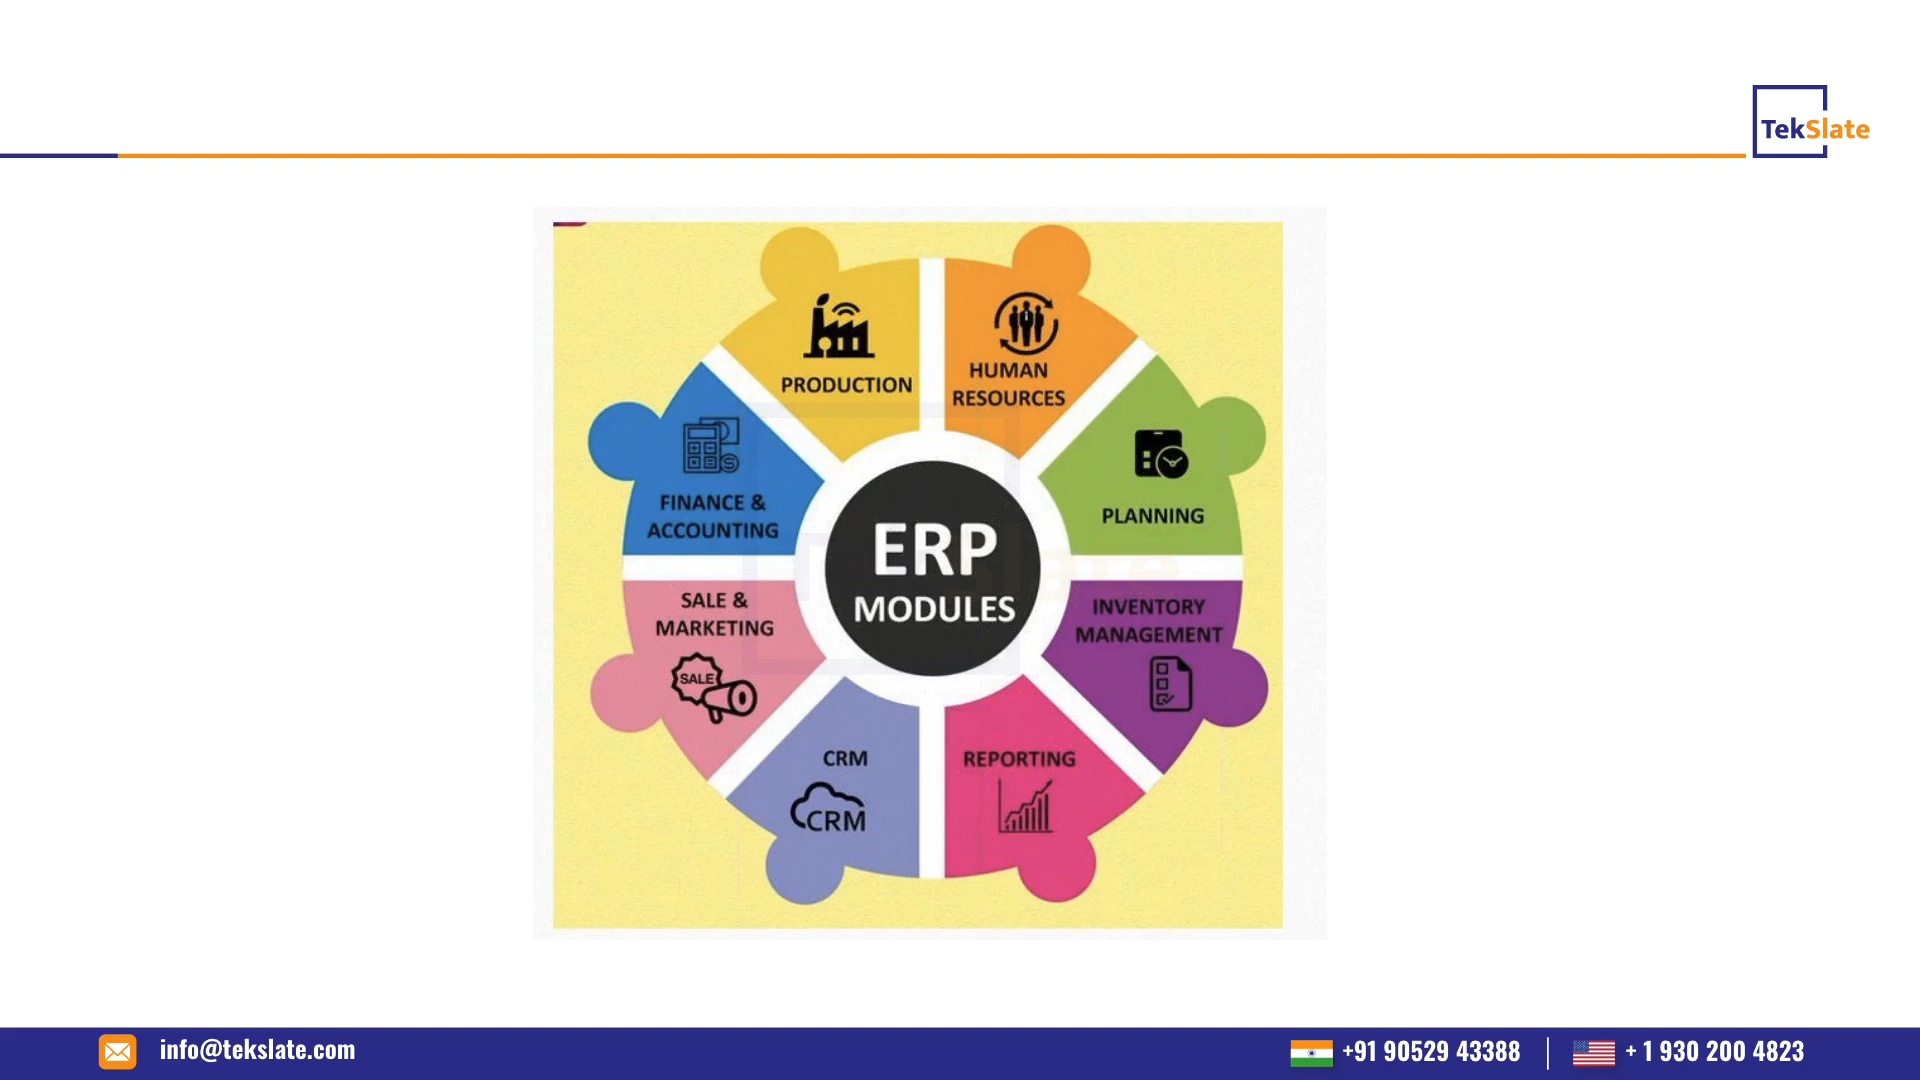 TekSlate
PRODUCTION
HUMAN
RESOURCES
FINANCE &
ACCOUNTING
PLANNING
ERP
MODULES
SALE &
MARKETING
SALE
INVENTORY
MANAGEMENT
CRM
CRM
REPORTING
info@tekslate.com
+91 90529 43388
+ 1 930 200 4823